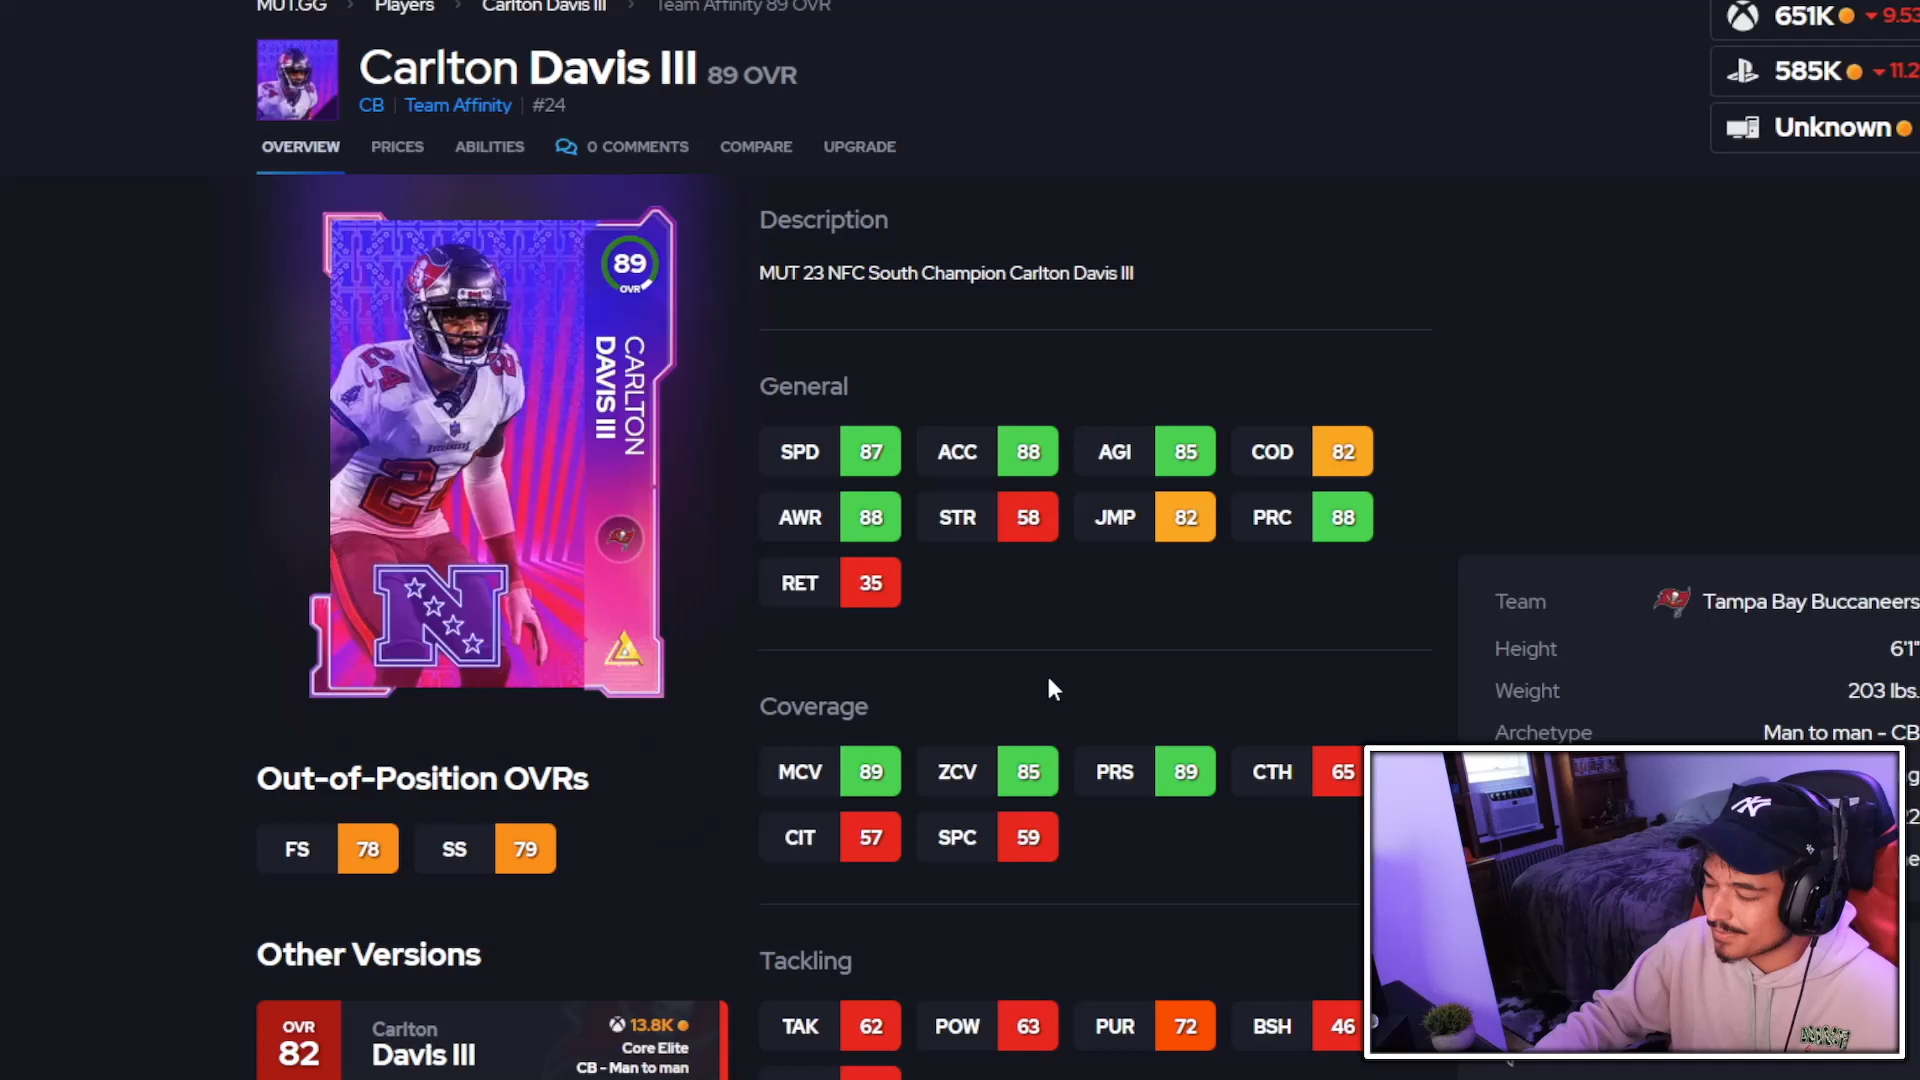 MUT.GG > Players > Carlton Davis III > Team Affinity 89 OVR
Carlton Davis III 89 OVR
CB | Team Affinity | #24
651K 9.53
585K 11.2
Unknown
OVERVIEW PRICES ABILITIES 0 COMMENTS COMPARE UPGRADE
89
OVR
CARLTON
DAVIS III
24
24
N
Description
MUT 23 NFC South Champion Carlton Davis III
General
SPD 87 ACC 88 AGI 85 COD 82
AWR 88 STR 58 JMP 82 PRC 88
RET 35
Coverage
MCV 89 ZCV 85 PRS 89 CTH 65
CIT 57 SPC 59
Tackling
TAK 62 POW 63 PUR 72 BSH 46
Team Tampa Bay Buccaneers
Height 6'1"
Weight 203 lbs.
Archetype Man to man - CB
Out-of-Position OVRs
FS 78 SS 79
Other Versions
OVR
82
Carlton
Davis III
13.8K
Core Elite
CB - Man to man